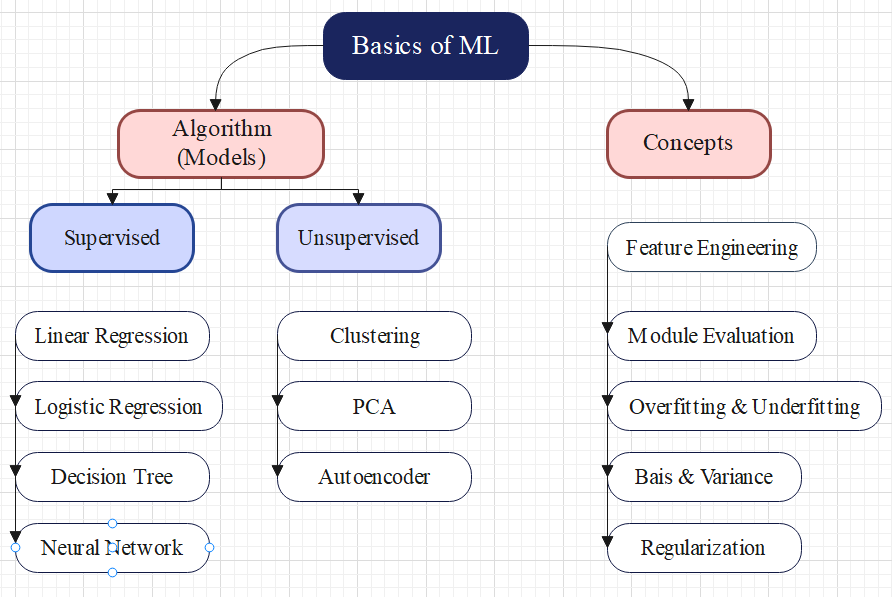 Basics of ML
Algorithm
(Models)
Concepts
Supervised
Unsupervised
Feature Engineering
Linear Regression
Clustering
Module Evaluation
Logistic Regression
PCA
Overfitting & Underfitting
Decision Tree
Autoencoder
Bais & Variance
Neural Network
Regularization